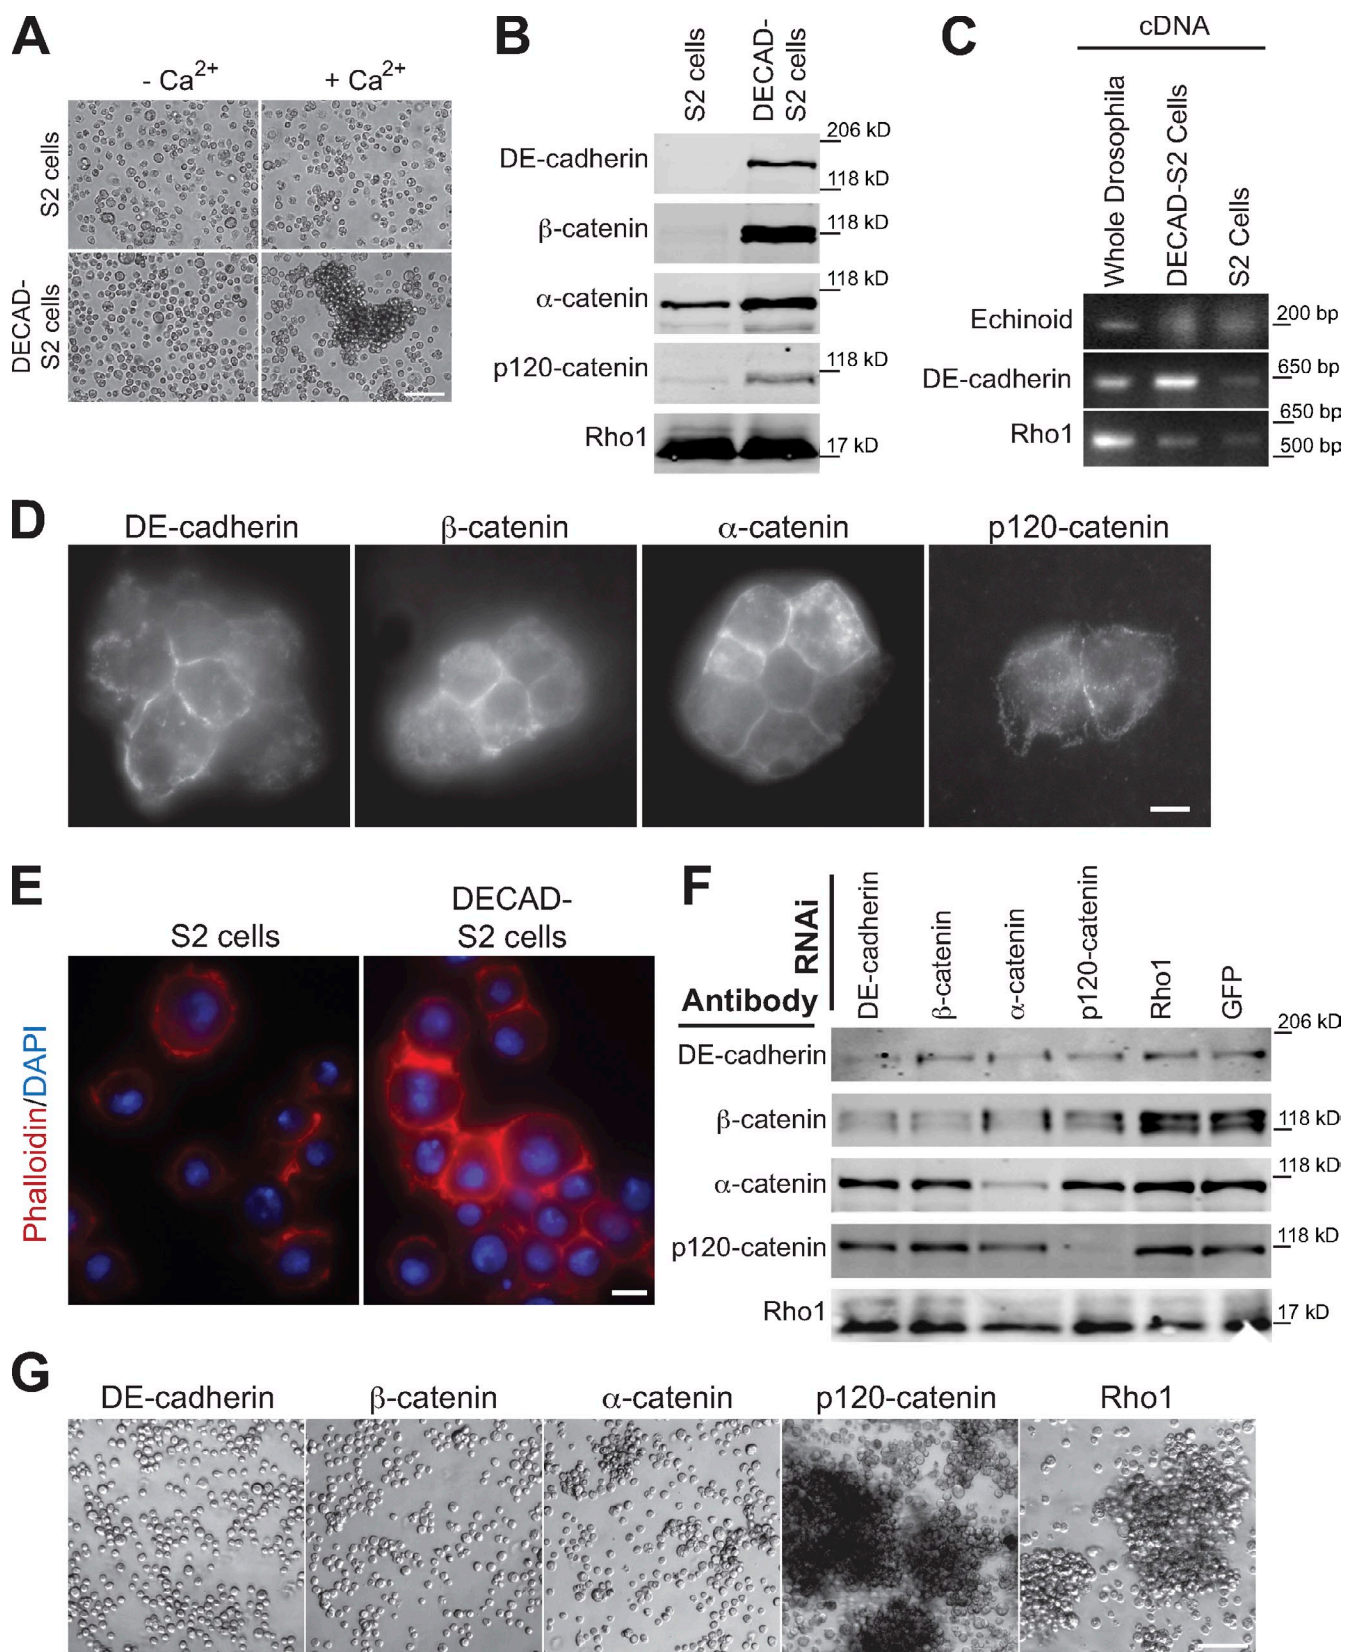 A
- Ca2+
+ Ca2+
S2 cells
DECAD-
S2 cells
B
S2 cells
DECAD-
S2 cells
DE-cadherin
206 kD
118 kD
β-catenin
118 kD
α-catenin
118 kD
p120-catenin
118 kD
Rho1
17 kD
C
cDNA
Whole Drosophila
DECAD-S2 Cells
S2 Cells
Echinoid
200 bp
DE-cadherin
650 bp
650 bp
Rho1
500 bp
D
DE-cadherin
β-catenin
α-catenin
p120-catenin
E
Phalloidin/DAPI
S2 cells
DECAD-
S2 cells
F
RNAi
Antibody
DE-cadherin
β-catenin
α-catenin
p120-catenin
Rho1
GFP
DE-cadherin
206 kD
β-catenin
118 kD
α-catenin
118 kD
p120-catenin
118 kD
Rho1
17 kD
G
DE-cadherin
β-catenin
α-catenin
p120-catenin
Rho1